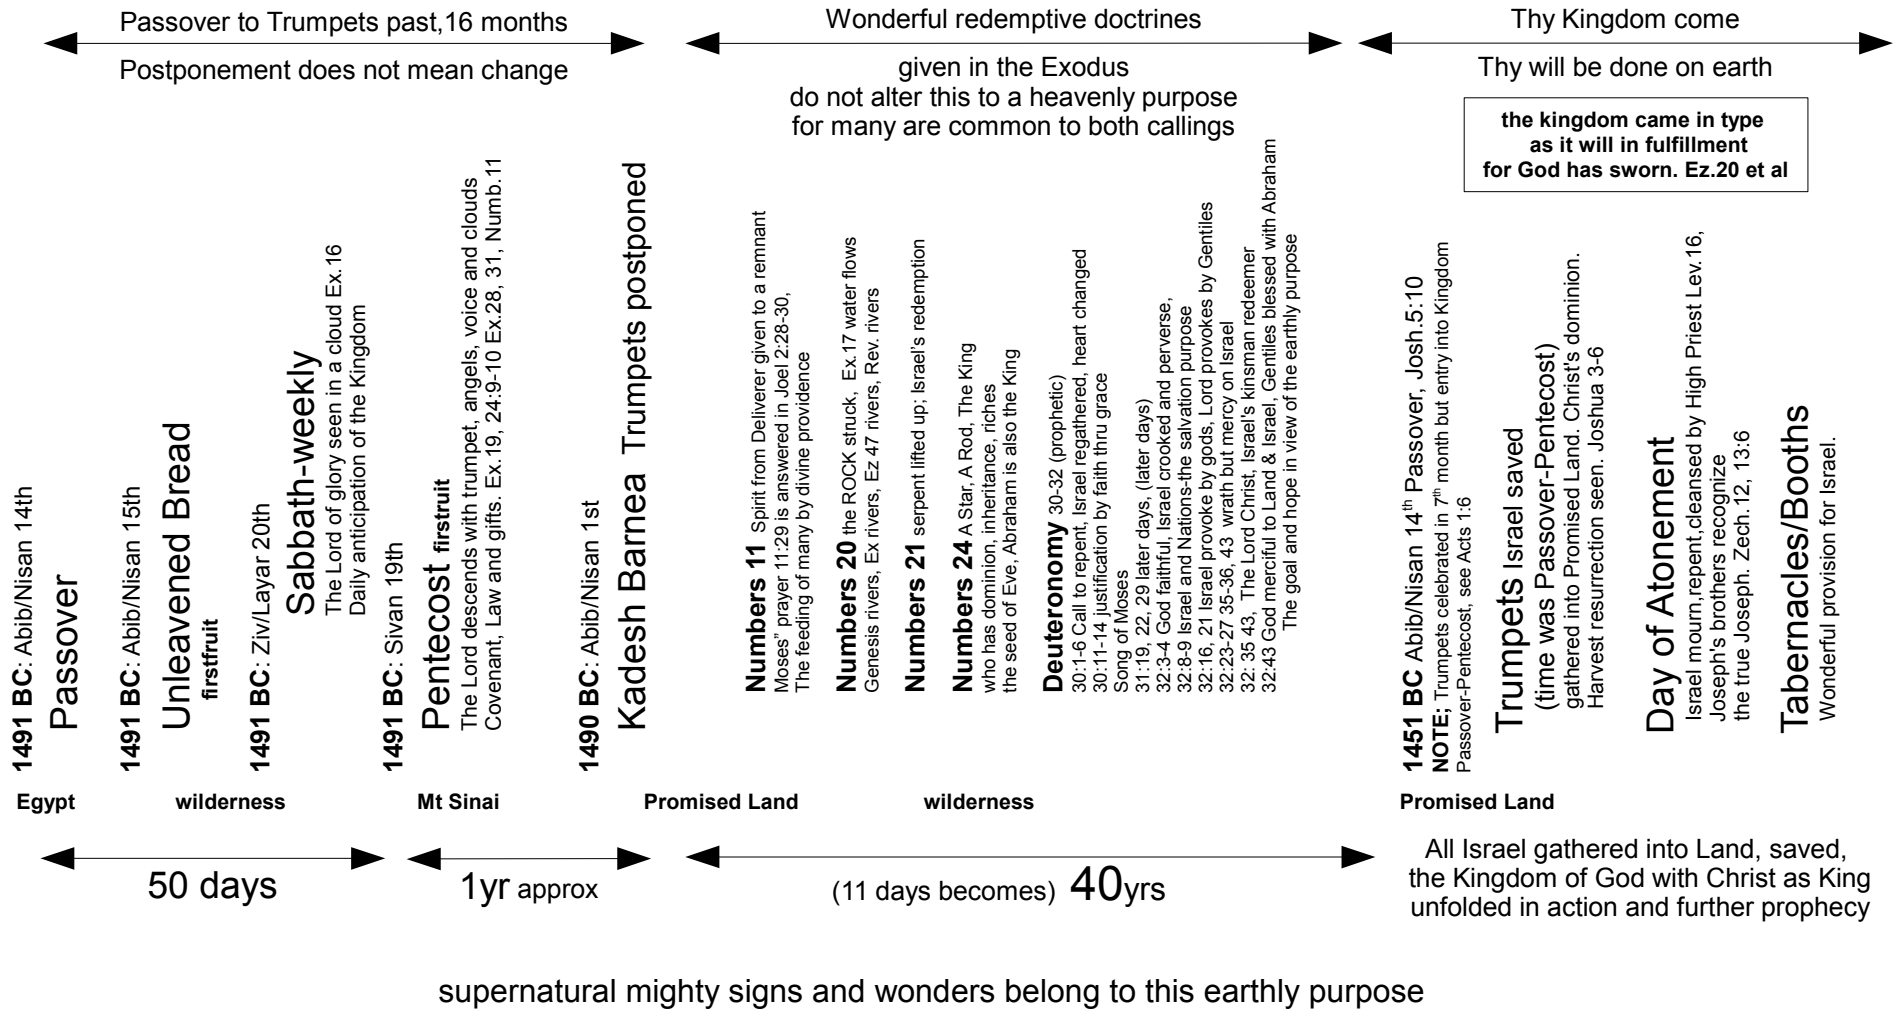 Passover to Trumpets past,16 months
Postponement does not mean change
Wonderful redemptive doctrines
given in the Exodus
do not alter this to a heavenly purpose
for many are common to both callings
Thy Kingdom come
Thy will be done on earth
the kingdom came in type
as it will in fulfillment
for God has sworn. Ez.20 et al
1491 BC: Abib/Nisan 14th
Passover
1491 BC: Abib/Nisan 15th
Unleavened Bread
firstfruit
1491 BC: Ziv/Layar 20th
Sabbath-weekly
The Lord of glory seen in a cloud Ex.16
Daily anticipation of the Kingdom
1491 BC: Sivan 19th
Pentecost firstruit
The Lord descends with trumpet, angels, voice and clouds
Covenant, Law and gifts. Ex.19, 24:9-10 Ex.28, 31, Numb.11
1490 BC: Abib/Nisan 1st
Kadesh Barnea Trumpets postponed
Numbers 11 Spirit from Deliverer given to a remnant
Moses” prayer 11:29 is answered in Joel 2:28-30,
The feeding of many by divine providence
Numbers 20 the ROCK struck, Ex.17 water flows
Genesis rivers, Ex rivers, Ez 47 rivers, Rev. rivers
Numbers 21 serpent lifted up; Israel's redemption
Numbers 24 A Star, A Rod, The King
who has dominion, inheritance, riches
the seed of Eve, Abraham is also the King
Deuteronomy 30-32 (prophetic)
30:1-6 Call to repent, Israel regathered, heart changed
30:11-14 justification by faith thru grace
Song of Moses
31:19, 22, 29 later days, (later days)
32:3-4 God faithful, Israel crooked and perverse,
32:8-9 Israel and Nations-the salvation purpose
32:16, 21 Israel provoke by gods, Lord provokes by Gentiles
32:23-27 35-36, 43 wrath but mercy on Israel
32: 35 43, The Lord Christ, Israel's kinsman redeemer
32:43 God merciful to Land & Israel, Gentiles blessed with Abraham
The goal and hope in view of the earthly purpose
1451 BC Abib/Nisan 14th Passover, Josh.5:10
NOTE; Trumpets celebrated in 7th month but entry into Kingdom
Passover-Pentecost, see Acts 1:6
Trumpets Israel saved
(time was Passover-Pentecost)
gathered into Promised Land. Christ's dominion.
Harvest resurrection seen. Joshua 3-6
Day of Atonement
Israel mourn,repent,cleansed by High Priest Lev.16,
Joseph's brothers recognize
the true Joseph. Zech.12, 13:6
Tabernacles/Booths
Wonderful provision for Israel.
Egypt
wilderness
Mt Sinai
Promised Land
wilderness
Promised Land
50 days
1yr approx
(11 days becomes) 40yrs
All Israel gathered into Land, saved,
the Kingdom of God with Christ as King
unfolded in action and further prophecy
supernatural mighty signs and wonders belong to this earthly purpose